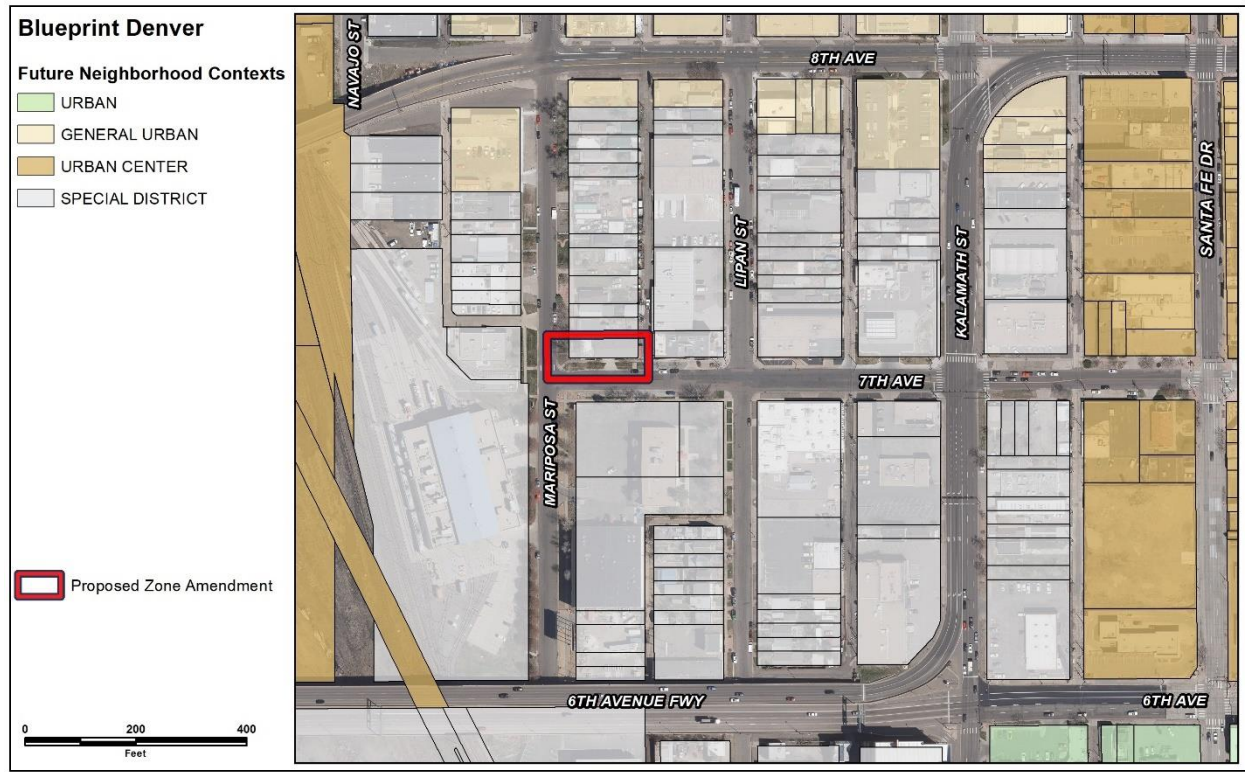 Blueprint Denver
Future Neighborhood Contexts
URBAN
GENERAL URBAN
URBAN CENTER
SPECIAL DISTRICT
Proposed Zone Amendment
0 200 400
Feet
NAVAJO ST
8TH AVE
LIPAN ST
KALAMATH ST
SANTA FE DR
7TH AVE
MARIPOSA ST
6TH AVENUE FWY
6TH AVE